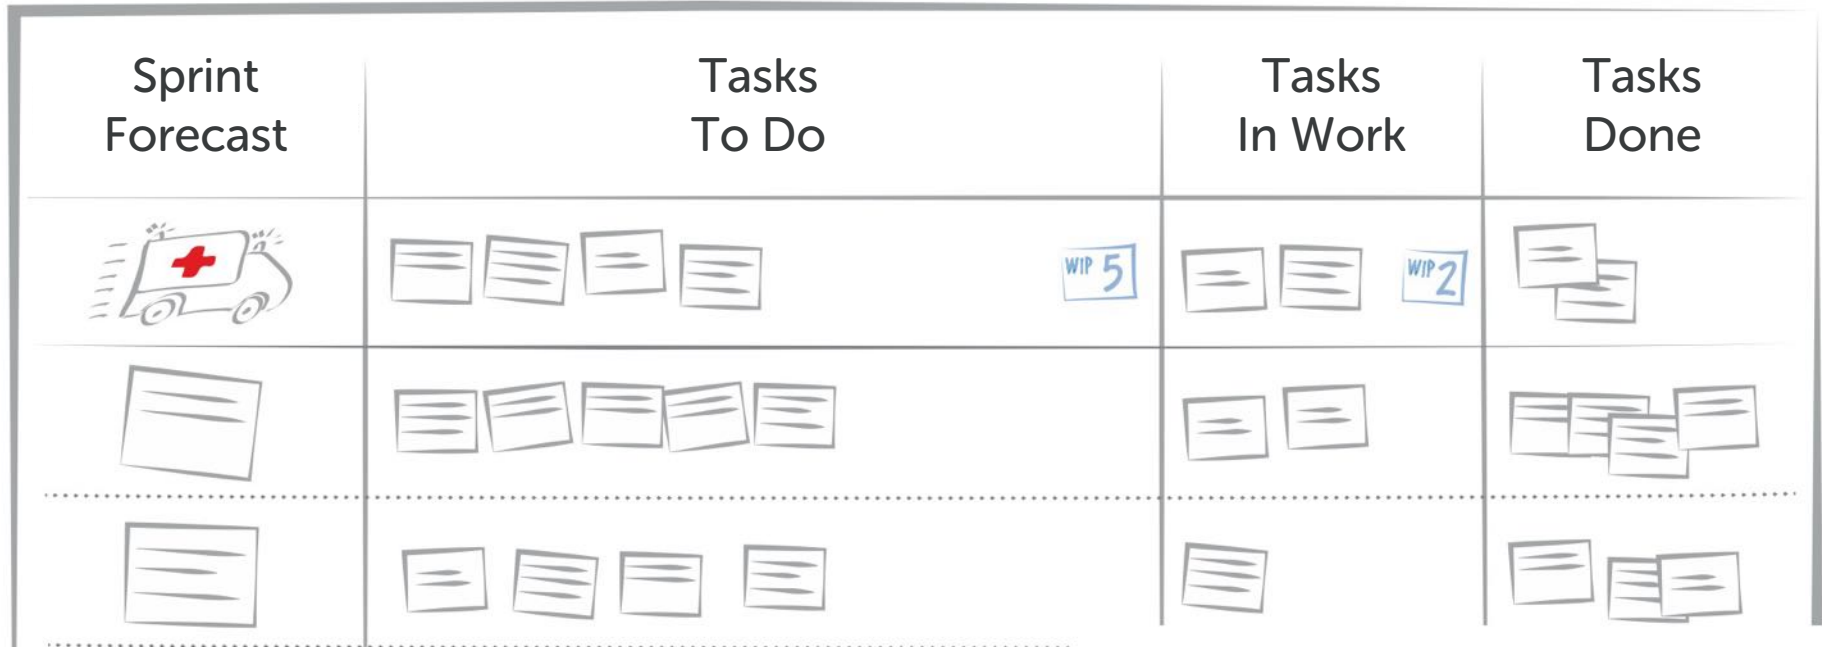 Sprint
Forecast
Tasks
To Do
Tasks
In Work
Tasks
Done
WIP 5
WIP 2